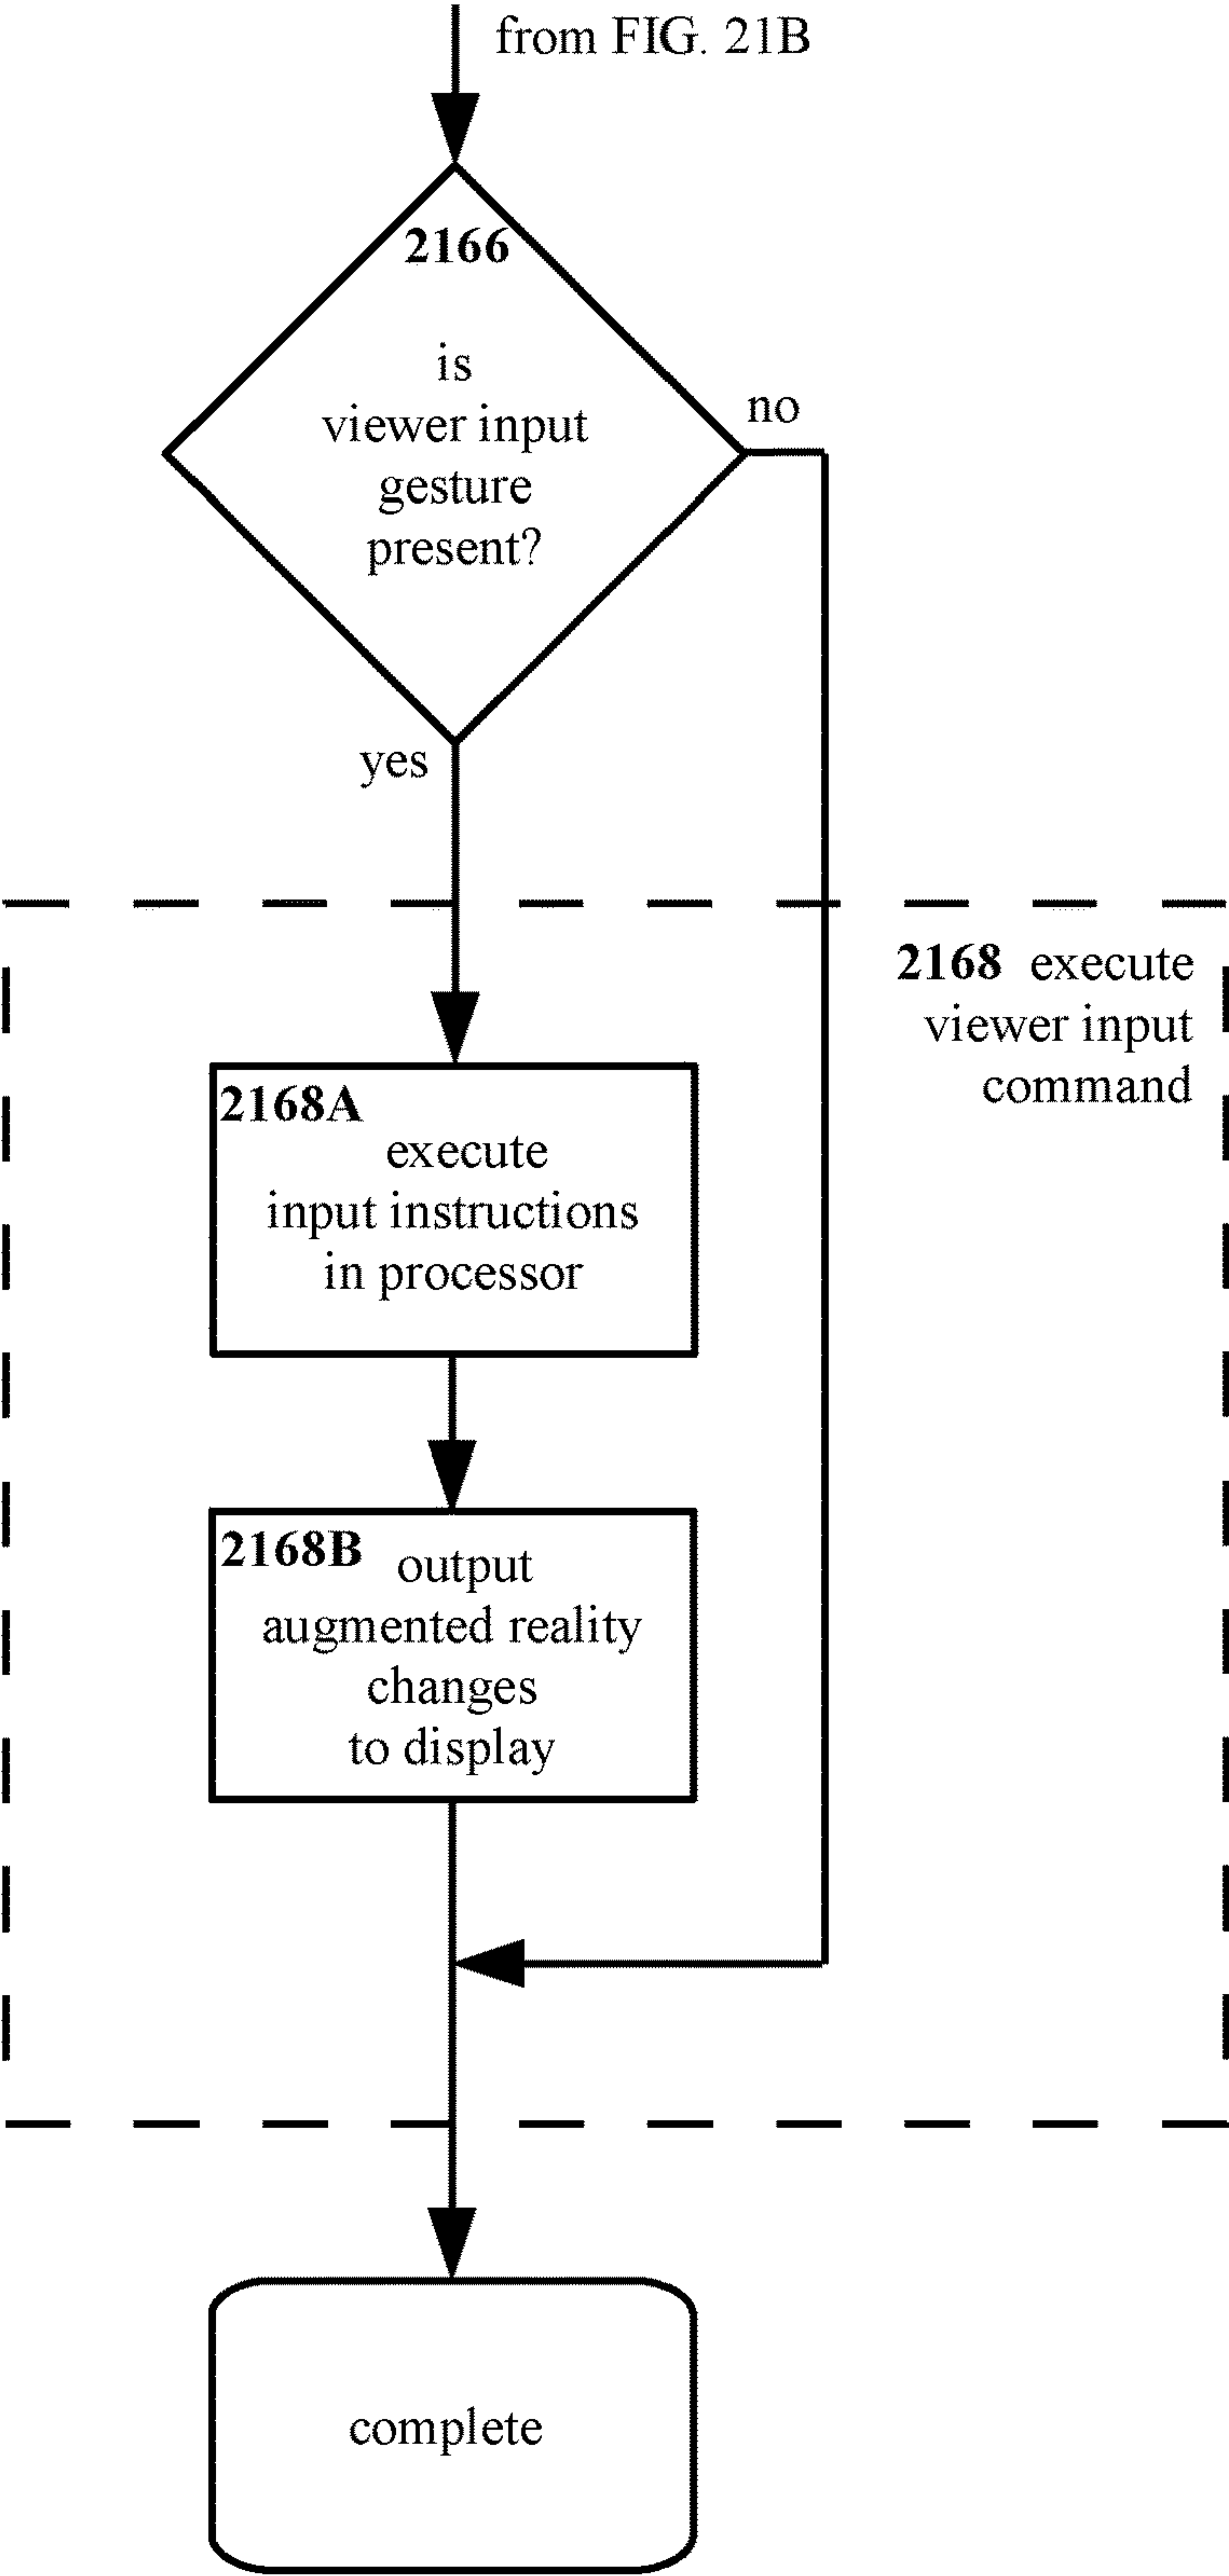 from FIG. 21B
2166
is
viewer input
gesture
present?
no
yes
2168 execute
viewer input
command
2168A
execute
input instructions
in processor
2168B output
augmented reality
changes
to display
complete